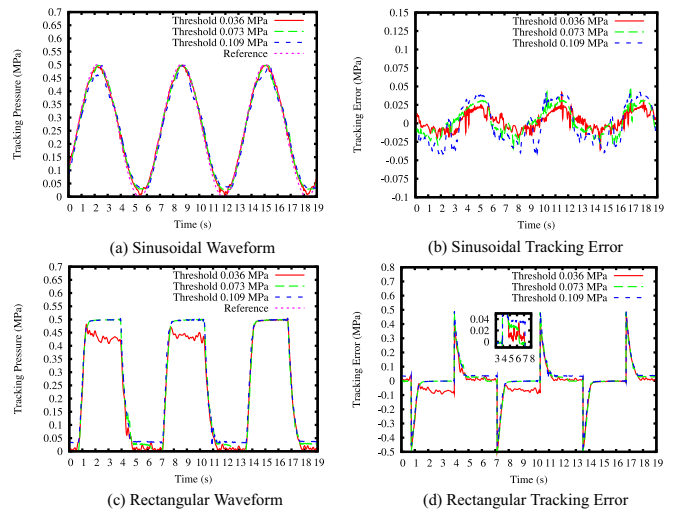 Threshold 0.036 MPa
Threshold 0.073 MPa
Threshold 0.109 MPa
Reference
Tracking Pressure (MPa)
0.7
0.6
0.5
0.4
0.35
0.3
0.25
0.2
0.15
0.1
0.05
0
0 1 2 3 4 5 6 7 8 9 10 11 12 13 14 15 16 17 18 19
Time (s)
(a) Sinusoidal Waveform
Threshold 0.036 MPa
Threshold 0.073 MPa
Threshold 0.109 MPa
Tracking Error (MPa)
0.15
0.125
0.1
0.075
0.05
0.025
0
-0.025
-0.05
-0.075
-0.1
0 1 2 3 4 5 6 7 8 9 10 11 12 13 14 15 16 17 18 19
Time (s)
(b) Sinusoidal Tracking Error
Threshold 0.036 MPa
Threshold 0.073 MPa
Threshold 0.109 MPa
Reference
Tracking Pressure (MPa)
0.7
0.6
0.5
0.4
0.35
0.3
0.25
0.2
0.15
0.1
0.05
0
0 1 2 3 4 5 6 7 8 9 10 11 12 13 14 15 16 17 18 19
Time (s)
(c) Rectangular Waveform
Threshold 0.036 MPa
Threshold 0.073 MPa
Threshold 0.109 MPa
Tracking Error (MPa)
0.8
0.7
0.6
0.5
0.4
0.3
0.2
0.1
0
-0.1
-0.2
-0.3
-0.4
-0.5
0.04
0.02
0
3 4 5 6 7 8
0 1 2 3 4 5 6 7 8 9 10 11 12 13 14 15 16 17 18 19
Time (s)
(d) Rectangular Tracking Error